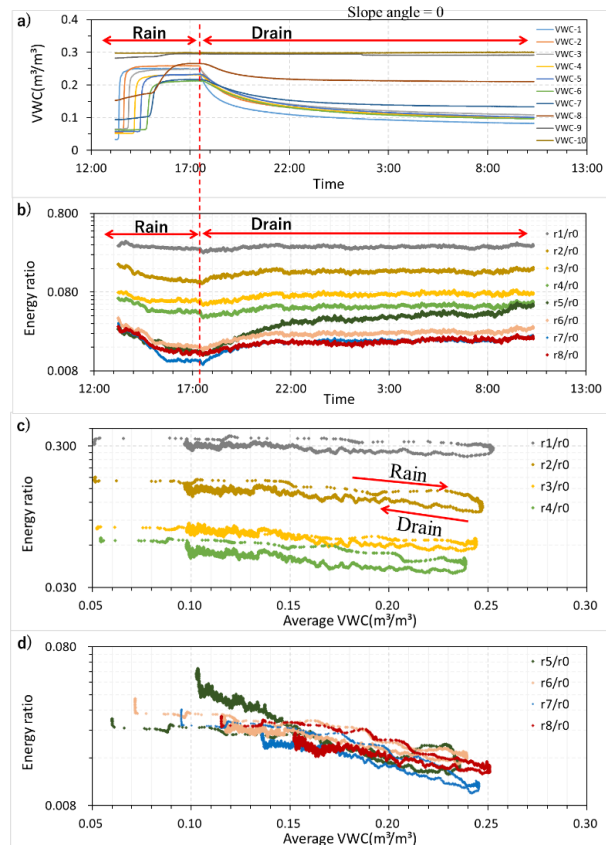 Slope angle = 0
a)
Rain
Drain
0.4
0.3
0.2
0.1
0
VWC(m³/m³)
12:00
17:00
22:00
3:00
8:00
13:00
Time
VWC-1
VWC-2
VWC-3
VWC-4
VWC-5
VWC-6
VWC-7
VWC-8
VWC-9
VWC-10
b)
Rain
Drain
0.800
0.080
0.008
Energy ratio
12:00
17:00
22:00
3:00
8:00
13:00
Time
r1/r0
r2/r0
r3/r0
r4/r0
r5/r0
r6/r0
r7/r0
r8/r0
c)
0.300
0.030
Energy ratio
Rain
Drain
r1/r0
r2/r0
r3/r0
r4/r0
0.05
0.10
0.15
0.20
0.25
0.30
Average VWC(m³/m³)
d)
0.080
0.008
Energy ratio
r5/r0
r6/r0
r7/r0
r8/r0
0.05
0.10
0.15
0.20
0.25
0.30
Average VWC(m³/m³)